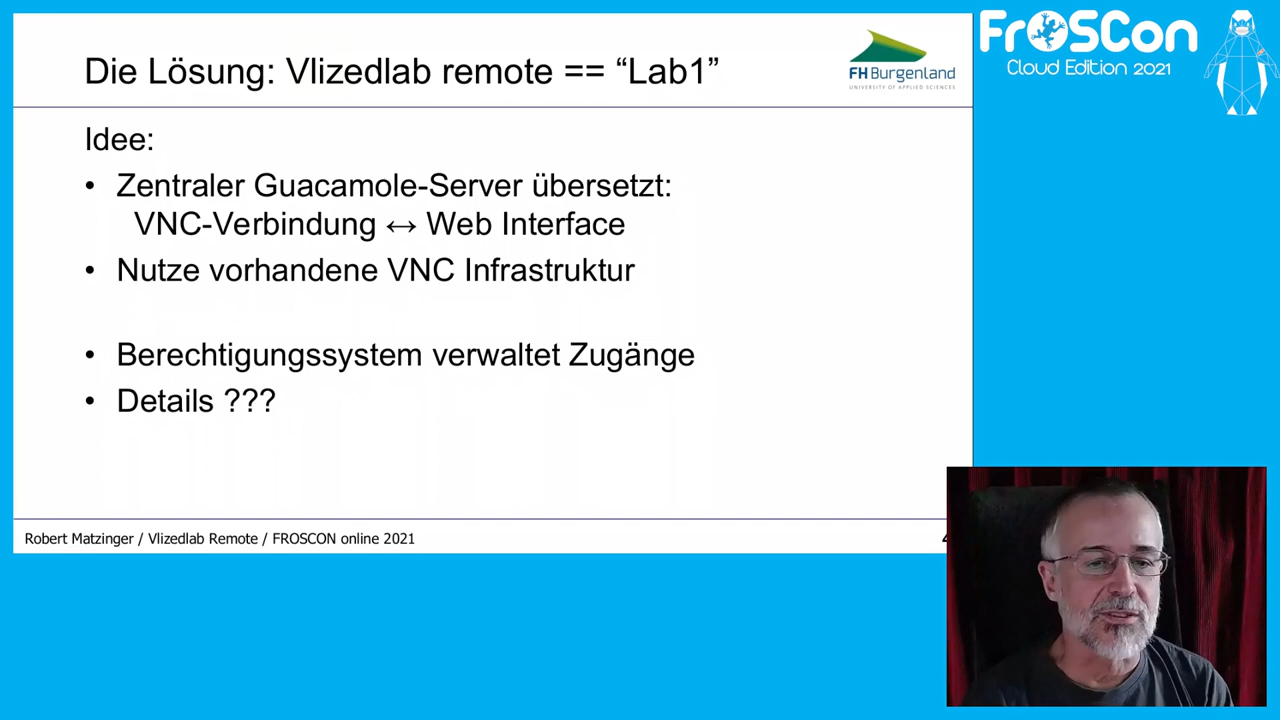 Die Lösung: Vlizedlab remote == “Lab1”
FH Burgenland
UNIVERSITY OF APPLIED SCIENCES
FrOSCon
Cloud Edition 2021
Idee:
• Zentraler Guacamole-Server übersetzt:
VNC-Verbindung ↔ Web Interface
• Nutze vorhandene VNC Infrastruktur
• Berechtigungssystem verwaltet Zugänge
• Details ???
Robert Matzinger / Vlizedlab Remote / FROSCON online 2021